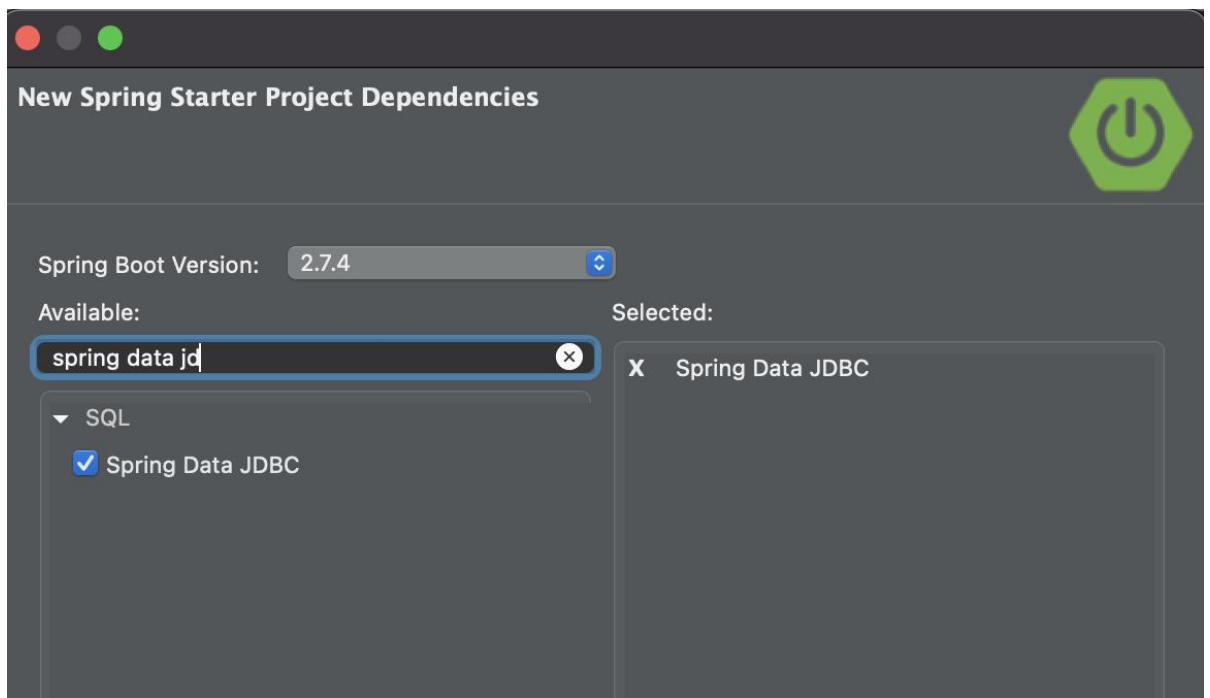 New Spring Starter Project Dependencies
Spring Boot Version: 2.7.4
Available:
spring data jd
SQL
Spring Data JDBC
Selected:
X Spring Data JDBC